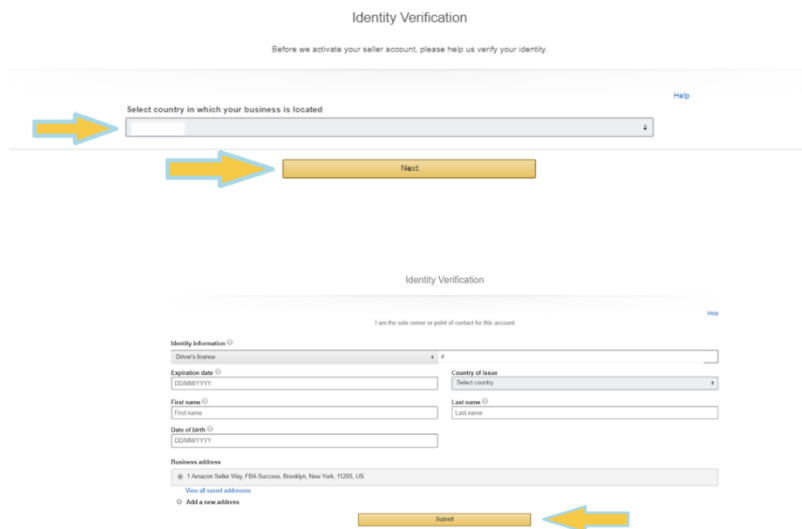 Identity Verification
Before we activate your seller account, please help us verify your identity.
Help
Select country in which your business is located
Next
Identity Verification
Help
I am the sole owner or point of contact for this account
Identity Information
Driver's license #
Expiration date Country of Issue
DD/MM/YYYY Select country
First name Last name
First name Last name
Date of birth
DD/MM/YYYY
Business address
1 Amazon Seller Way, FBA Success, Brooklyn, New York, 11205, US
View all saved addresses
Add a new address
Submit